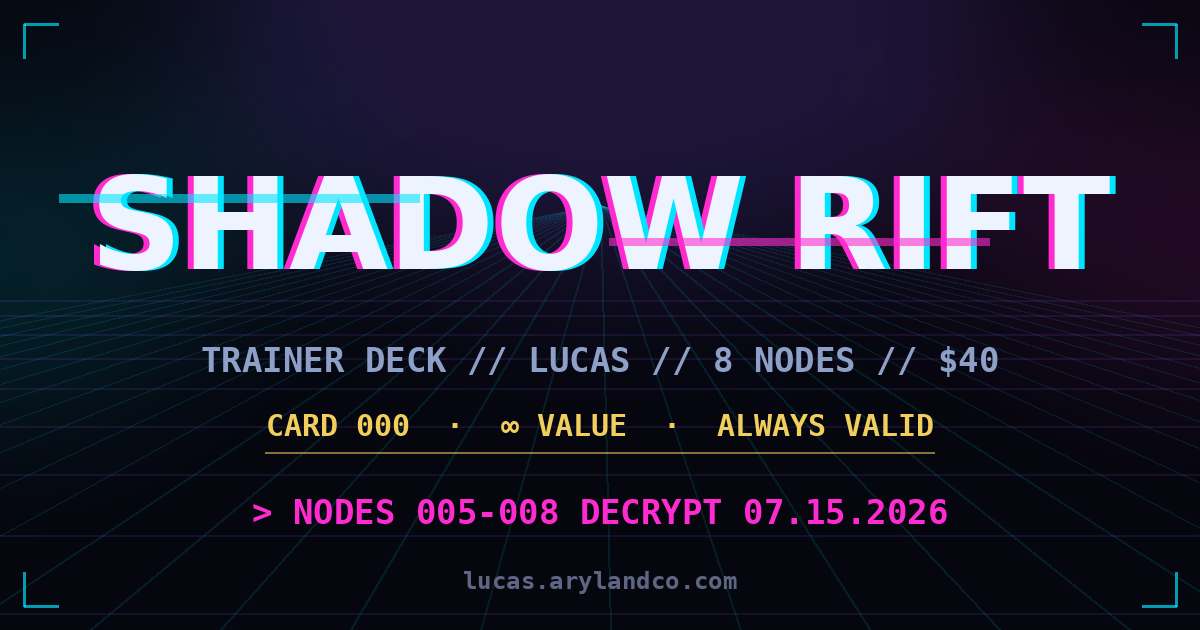 SHADOW RIFT
TRAINER DECK // LUCAS // 8 NODES // $40
CARD 000 · ∞ VALUE · ALWAYS VALID
> NODES 005-008 DECRYPT 07.15.2026
lucas.arylandco.com